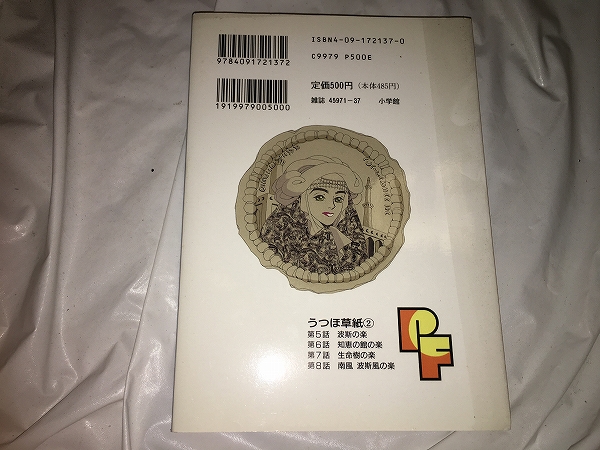 ISBN4-09-172137-0
9784091721372
C9979 P500E
定価500円（本体485円）
雑誌 45971-37 小学館
1919979005000
うつほ草紙②
第5話 波斯の楽
第6話 知恵の館の楽
第7話 生命樹の楽
第8話 南風 波斯風の楽
PF